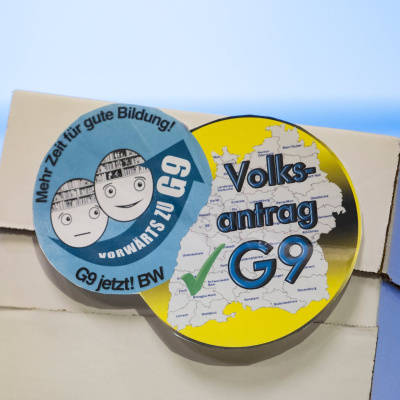 Mehr Zeit für gute Bildung!
VORWÄRTS ZU G9
G9 jetzt! BW
Volks-
antrag
G9